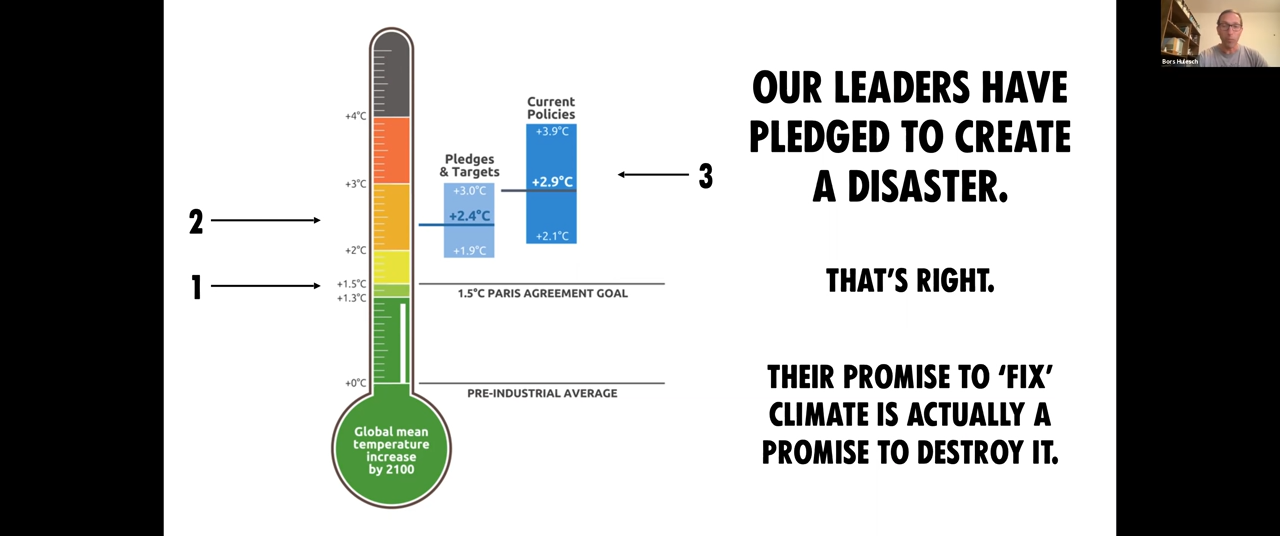 Current
Policies
+3.9°C
+2.9°C
+2.1°C
Pledges
& Targets
+3.0°C
+2.4°C
+1.9°C
+4°C
+3°C
+2°C
+1.5°C
+1.3°C
+0°C
1.5°C PARIS AGREEMENT GOAL
PRE-INDUSTRIAL AVERAGE
Global mean
temperature
increase
by 2100
2
1
3
OUR LEADERS HAVE
PLEDGED TO CREATE
A DISASTER.
THAT'S RIGHT.
THEIR PROMISE TO ‘FIX’
CLIMATE IS ACTUALLY A
PROMISE TO DESTROY IT.
Bors Hulesch